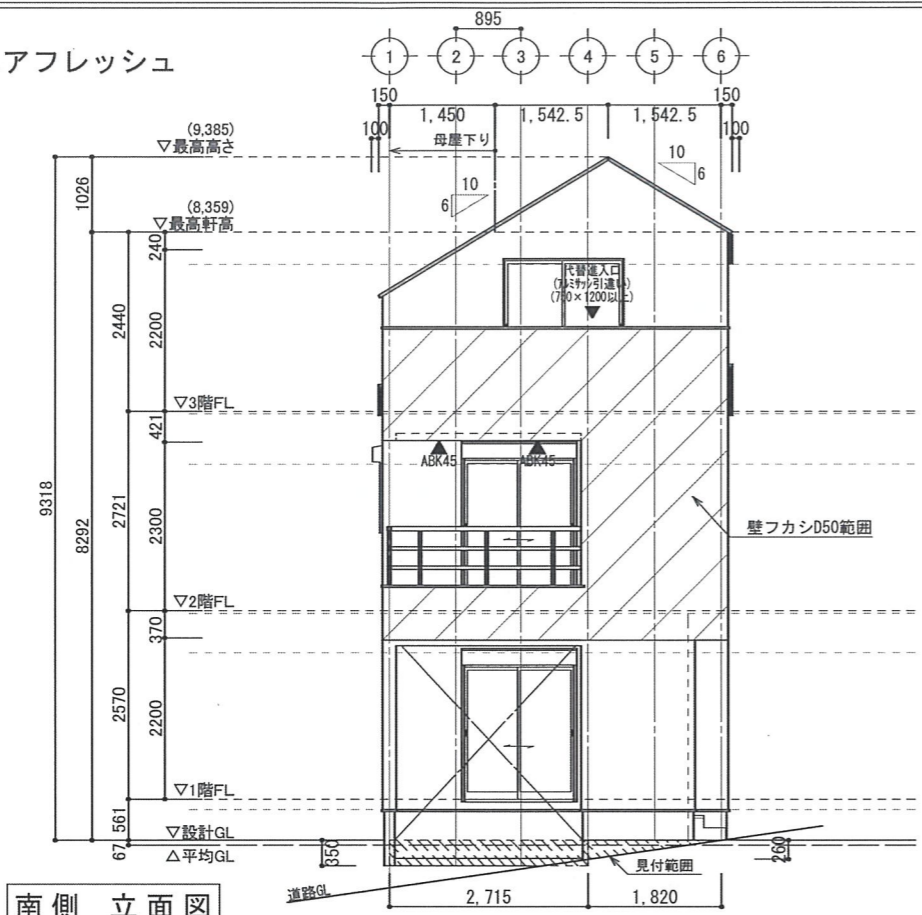 アフレッシュ
895
1 2 3 4 5 6
150 150
1,450 1,542.5 1,542.5
100 100
母屋下り
(9,385)
▽最高高さ
10
6
10
6
1026
(8,359)
▽最高軒高
240
代替進入口
(アルミサッシ引違い)
(750×1200以上)
2440
2200
▽3階FL
421
ABK45 ABK45
9318
8292
2721
2300
壁フカシD50範囲
▽2階FL
370
2570
2200
▽1階FL
561
▽設計GL
67
△平均GL
350
260
見付範囲
道路GL
2,715 1,820
南側 立面図